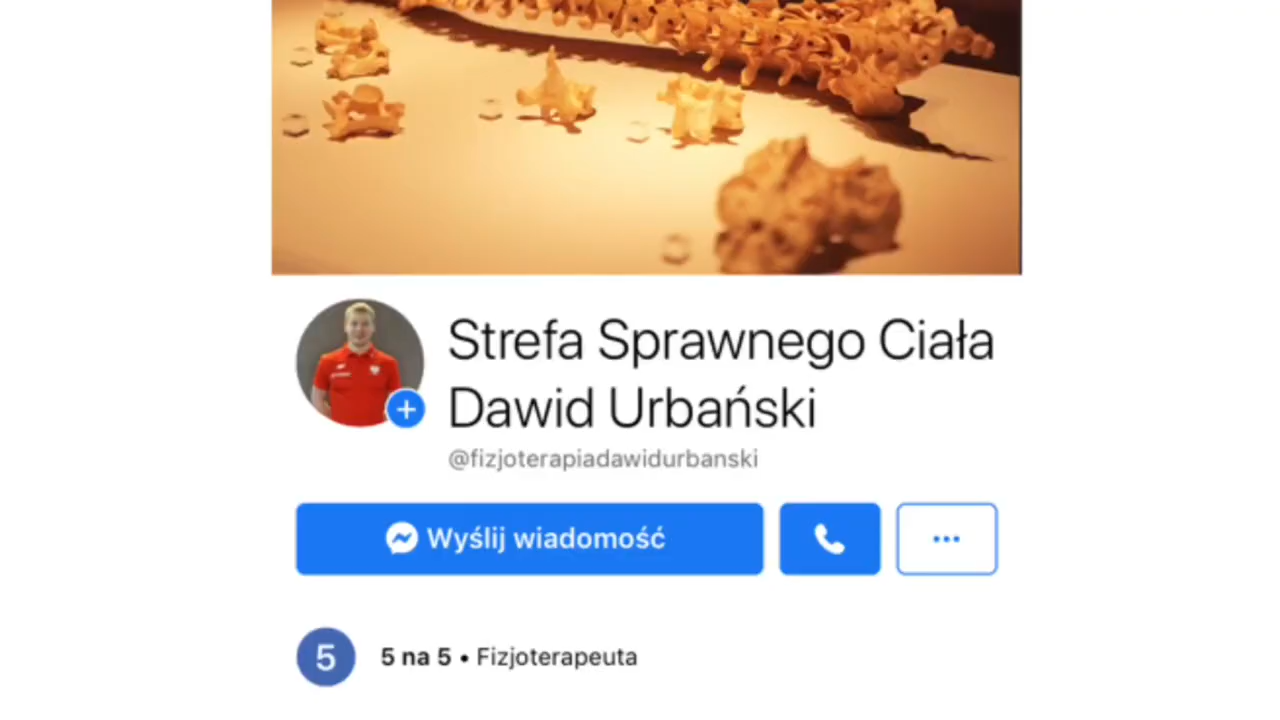 Strefa Sprawnego Ciała
Dawid Urbański
@fizjoterapiadawidurbanski
Wyślij wiadomość
5
5 na 5 • Fizjoterapeuta